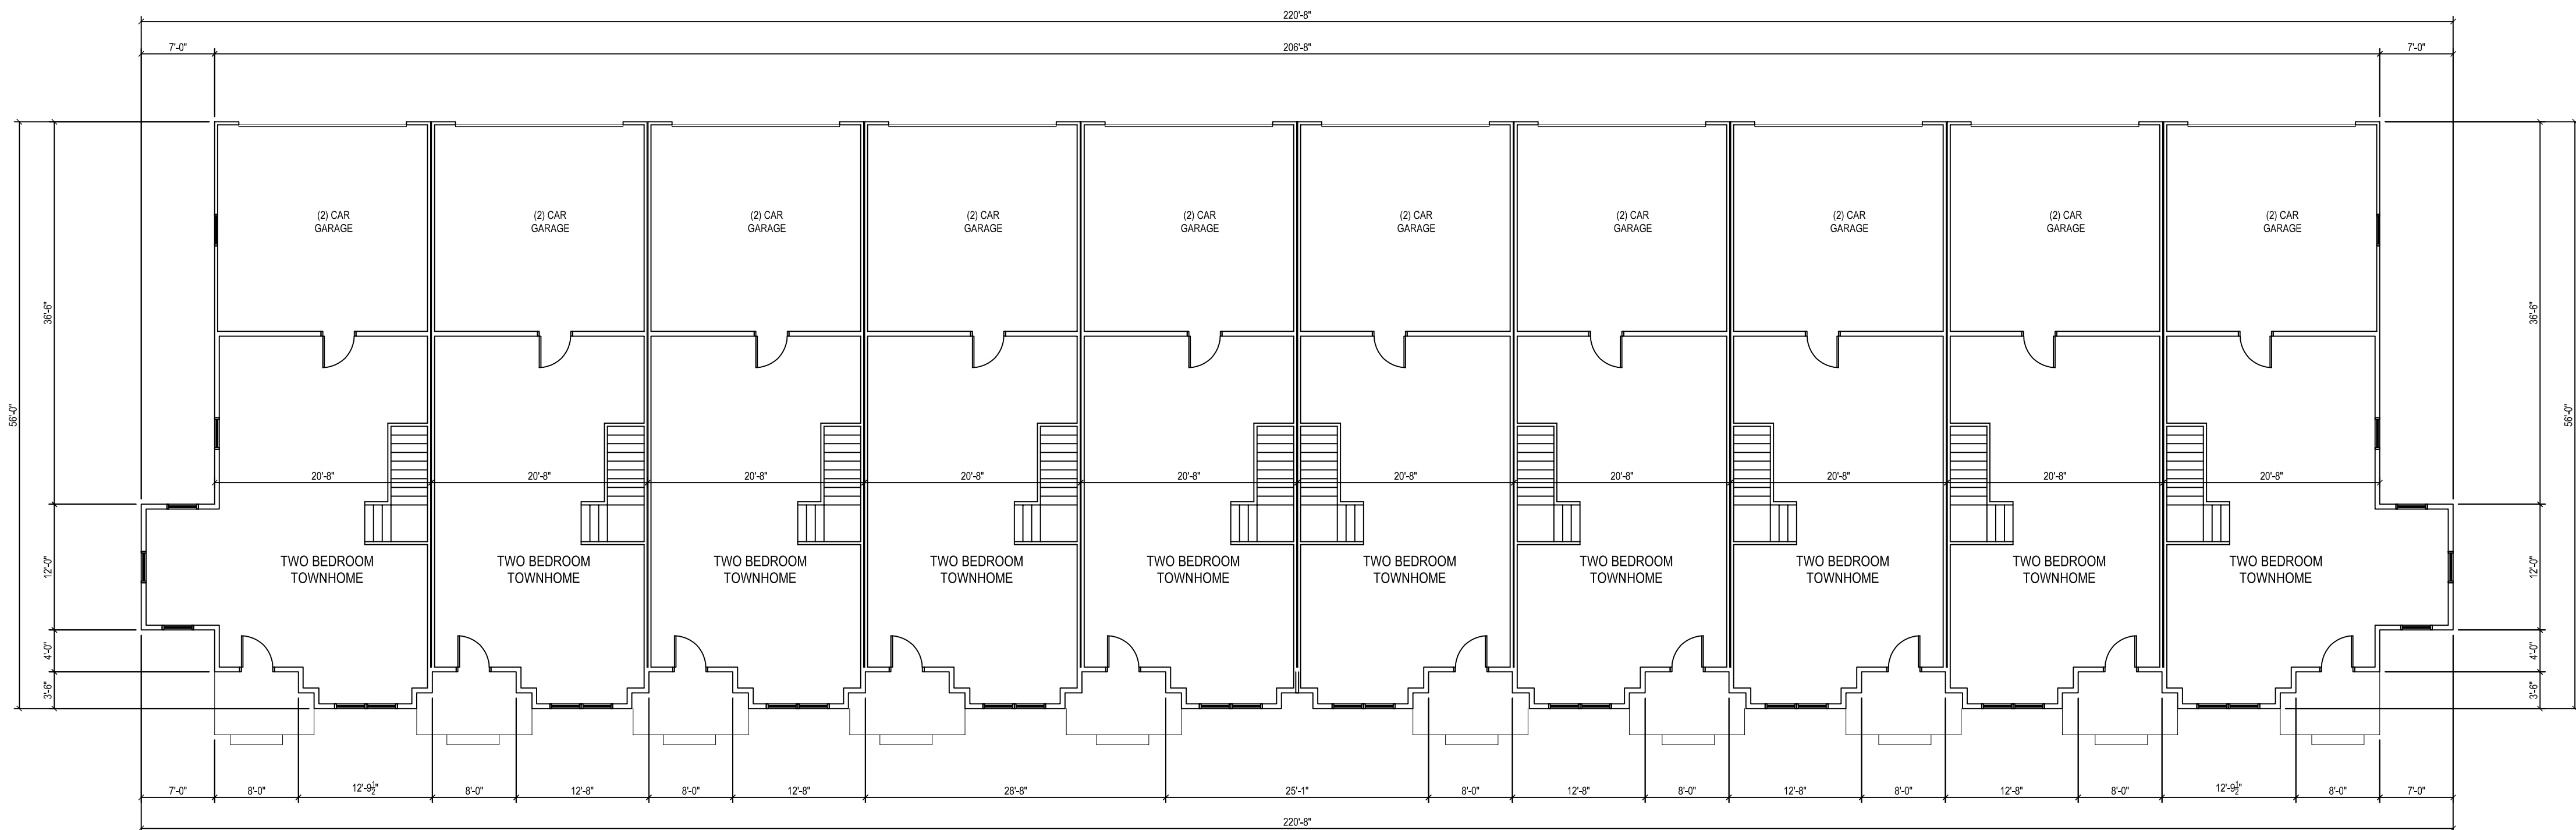 220'-8"
7'-0" 206'-8" 7'-0"
(2) CAR (2) CAR (2) CAR (2) CAR (2) CAR (2) CAR (2) CAR (2) CAR (2) CAR (2) CAR
GARAGE GARAGE GARAGE GARAGE GARAGE GARAGE GARAGE GARAGE GARAGE GARAGE
36'-6" 36'-6"
56'-0" 56'-0"
20'-8" 20'-8" 20'-8" 20'-8" 20'-8" 20'-8" 20'-8" 20'-8" 20'-8" 20'-8"
12'-0" 12'-0"
TWO BEDROOM TWO BEDROOM TWO BEDROOM TWO BEDROOM TWO BEDROOM TWO BEDROOM TWO BEDROOM TWO BEDROOM TWO BEDROOM TWO BEDROOM
TOWNHOME TOWNHOME TOWNHOME TOWNHOME TOWNHOME TOWNHOME TOWNHOME TOWNHOME TOWNHOME TOWNHOME
4'-0" 4'-0"
3'-6" 3'-6"
7'-0" 8'-0" 12'-9½" 8'-0" 12'-8" 8'-0" 12'-8" 28'-8" 25'-1" 8'-0" 12'-8" 8'-0" 12'-8" 8'-0" 12'-8" 8'-0" 12'-9½" 8'-0" 7'-0"
220'-8"